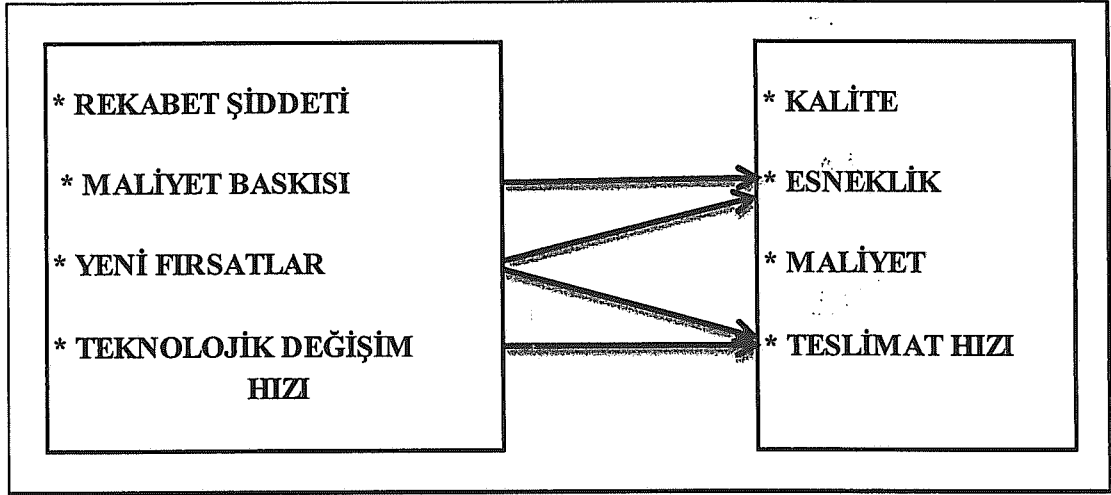 * REKABET ŞİDDETİ
* MALİYET BASKISI
* YENİ FIRSATLAR
* TEKNOLOJİK DEĞİŞİM
HIZI
* KALİTE
* ESNEKLİK
* MALİYET
* TESLİMAT HIZI